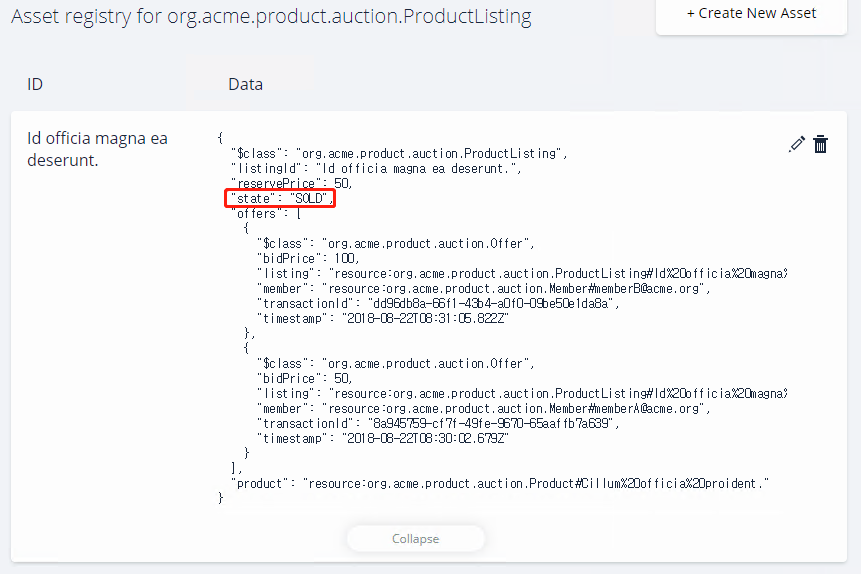 Asset registry for org.acme.product.auction.ProductListing
+ Create New Asset
ID
Data
Id officia magna ea
deserunt.
{
"$class": "org.acme.product.auction.ProductListing",
"listingId": "Id officia magna ea deserunt.",
"reservePrice": 50,
"state": "SOLD",
"offers": [
{
"$class": "org.acme.product.auction.Offer",
"bidPrice": 100,
"listing": "resource:org.acme.product.auction.ProductListing#Id%20officia%20magna%
"member": "resource:org.acme.product.auction.Member#memberB@acme.org",
"transactionId": "dd96db8a-66f1-43b4-a0f0-09be50e1da8a",
"timestamp": "2018-08-22T08:31:05.822Z"
},
{
"$class": "org.acme.product.auction.Offer",
"bidPrice": 50,
"listing": "resource:org.acme.product.auction.ProductListing#Id%20officia%20magna%
"member": "resource:org.acme.product.auction.Member#memberA@acme.org",
"transactionId": "8a945759-cf7f-49fe-9670-65aaffb7a639",
"timestamp": "2018-08-22T08:30:02.679Z"
}
],
"product": "resource:org.acme.product.auction.Product#Cillum%20officia%20proident."
}
Collapse